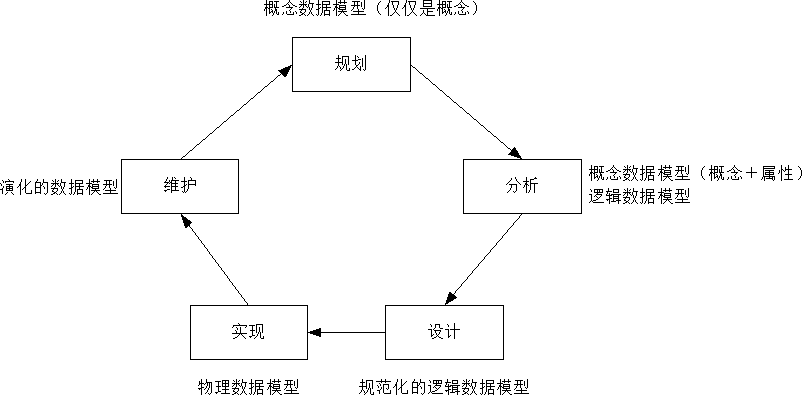 概念数据模型（仅仅是概念）
规划
演化的数据模型
维护
分析
概念数据模型（概念＋属性）
逻辑数据模型
实现
设计
物理数据模型
规范化的逻辑数据模型